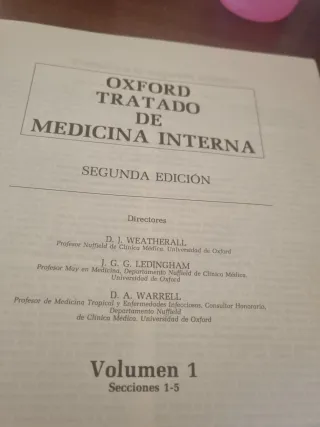 OXFORD
TRATADO
DE
MEDICINA INTERNA
SEGUNDA EDICIÓN
Directores
D. J. WEATHERALL
Profesor Nuffield de Clínica Médica. Universidad de Oxford
J. G. G. LEDINGHAM
Profesor May en Medicina, Departamento Nuffield de Clínica Médica.
Universidad de Oxford
D. A. WARRELL
Profesor de Medicina Tropical y Enfermedades Infecciosas, Consultor Honorario,
Departamento Nuffield
de Clínica Médica. Universidad de Oxford
Volumen 1
Secciones 1-5